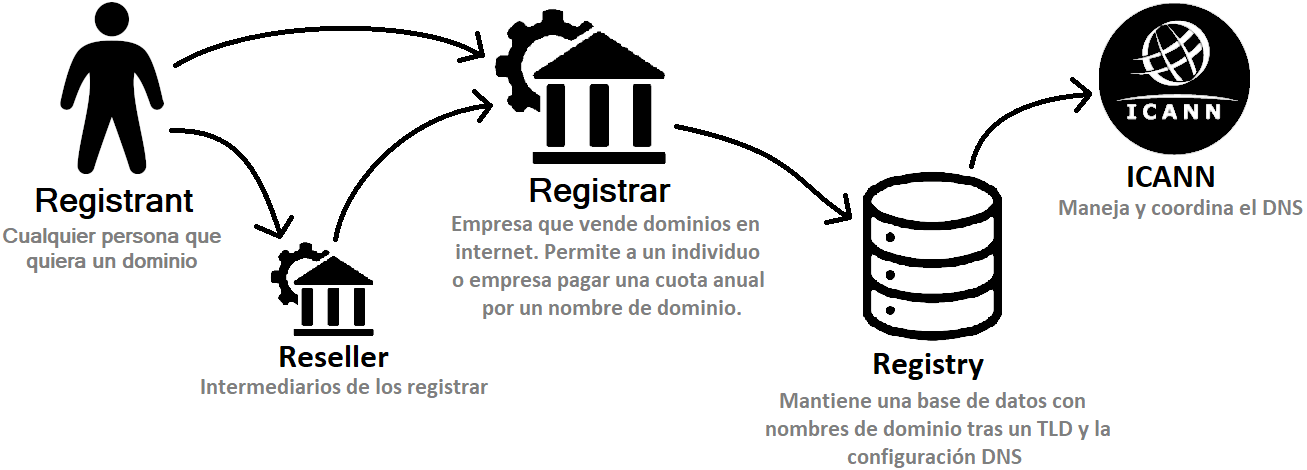 Registrant
Cualquier persona que
quiera un dominio
Reseller
Intermediarios de los registrar
Registrar
Empresa que vende dominios en
internet. Permite a un individuo
o empresa pagar una cuota anual
por un nombre de dominio.
Registry
Mantiene una base de datos con
nombres de dominio tras un TLD y la
configuración DNS
ICANN
ICANN
Maneja y coordina el DNS